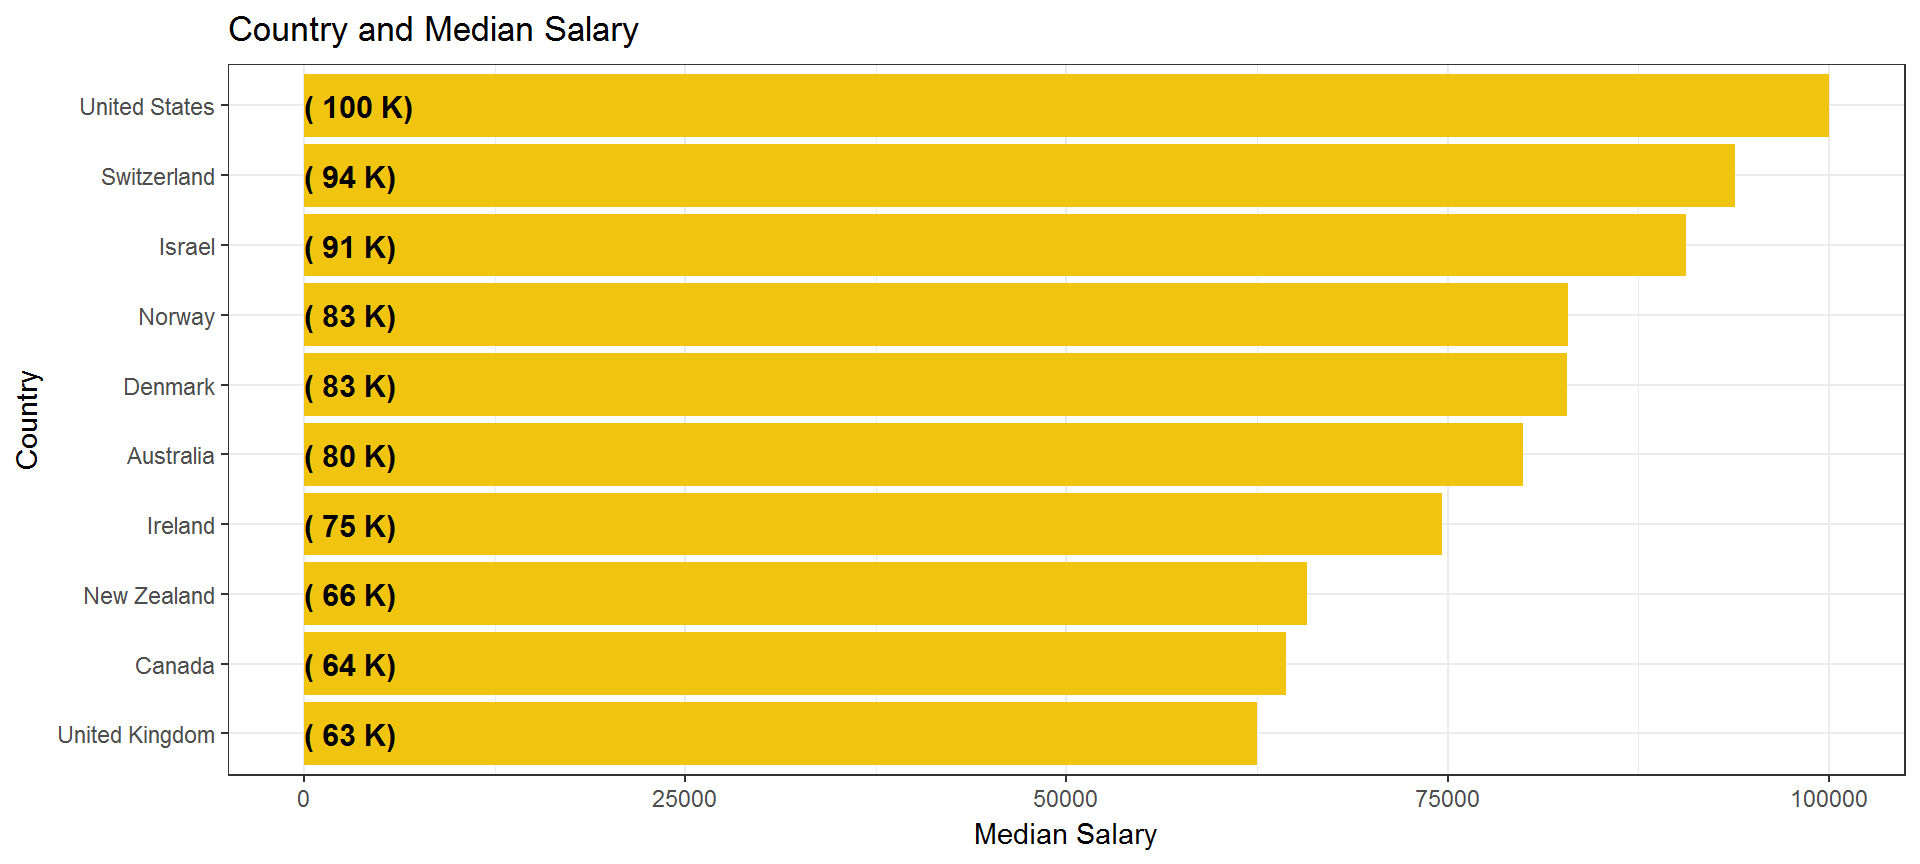 Country and Median Salary
United States
( 100 K)
Switzerland
( 94 K)
Israel
( 91 K)
Norway
( 83 K)
Denmark
( 83 K)
Australia
( 80 K)
Ireland
( 75 K)
New Zealand
( 66 K)
Canada
( 64 K)
United Kingdom
( 63 K)
Country
0 25000 50000 75000 100000
Median Salary